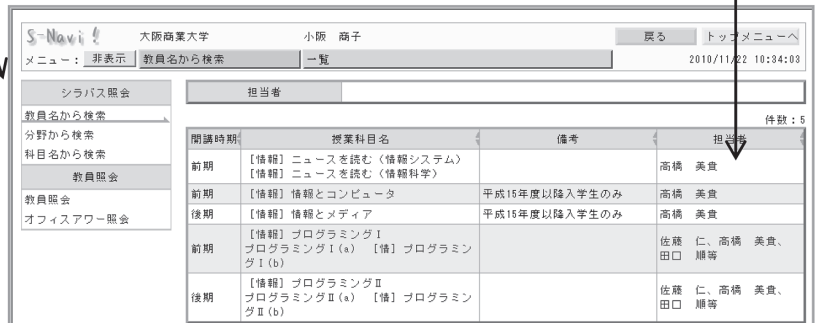 S-Navi! 大阪商業大学 小阪 商子 戻る トップメニューへ
メニュー： 非表示 教員名から検索 一覧 2010/11/22 10:34:03
シラバス照会
教員名から検索
分野から検索
科目名から検索
教員照会
教員照会
オフィスアワー照会
担当者
件数：5
開講時期 授業科目名 備考 担当者
前期
[情報] ニュースを読む（情報システム）
[情報] ニュースを読む（情報科学）
高橋 美貴
前期 [情報] 情報とコンピュータ 平成15年度以降入学生のみ 高橋 美貴
後期 [情報] 情報とメディア 平成15年度以降入学生のみ 高橋 美貴
前期
[情報] プログラミングⅠ
プログラミングⅠ(a) [情] プログラミン
グⅠ(b)
佐藤 仁、高橋 美貴、
田口 順等
後期
[情報] プログラミングⅡ
プログラミングⅡ(a) [情] プログラミン
グⅡ(b)
佐藤 仁、高橋 美貴、
田口 順等